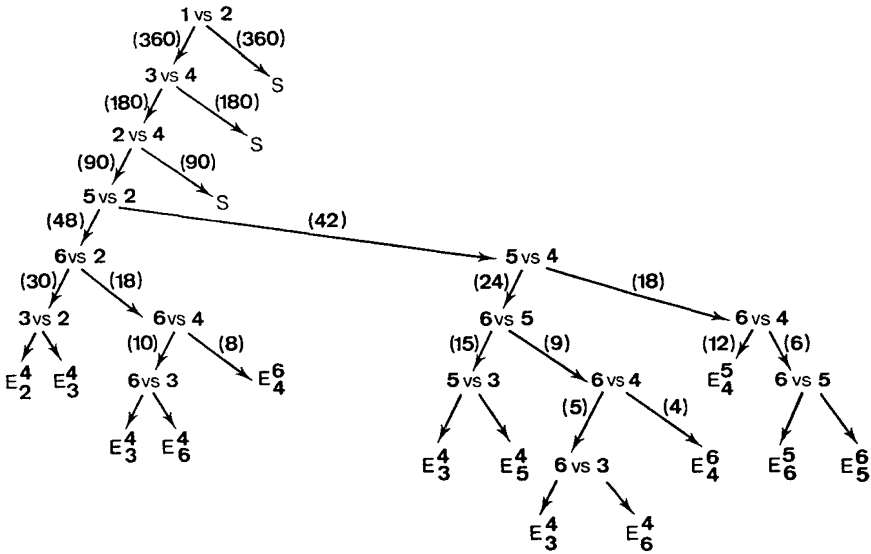 1 vs 2
(360) (360)
3 vs 4 S
(180) (180)
2 vs 4 S
(90) (90)
5 vs 2 S
(48) (42)
6 vs 2 5 vs 4
(30) (18) (24) (18)
3 vs 2 6 vs 4 6 vs 5 6 vs 4
(10) (8) (15) (9) (12) (6)
E⁴₂ E⁴₃ 6 vs 3 E⁶₄ 5 vs 3 6 vs 4 E⁵₄ 6 vs 5
(5) (4)
E⁴₃ E⁴₆ E⁴₃ E⁴₅ 6 vs 3 E⁶₄ E⁵₆ E⁶₅
E⁴₃ E⁴₆